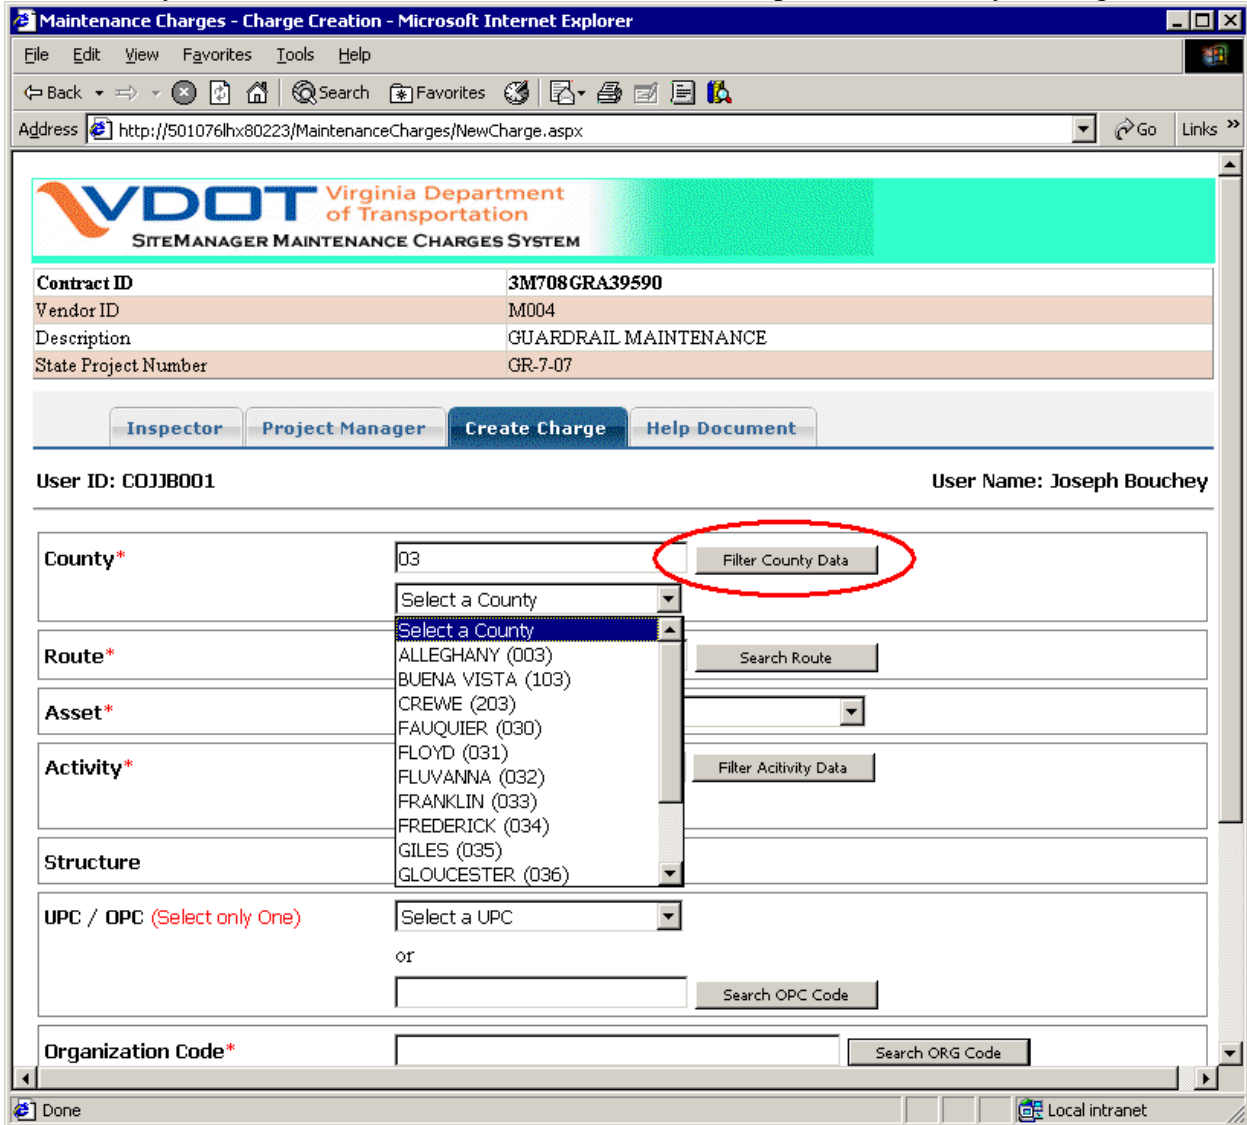 Maintenance Charges - Charge Creation - Microsoft Internet Explorer
File Edit View Favorites Tools Help
Back Search Favorites
Address http://501076lhx80223/MaintenanceCharges/NewCharge.aspx Go Links »
VDOT Virginia Department
of Transportation
SITEMANAGER MAINTENANCE CHARGES SYSTEM
Contract ID 3M708GRA39590
Vendor ID M004
Description GUARDRAIL MAINTENANCE
State Project Number GR-7-07
Inspector Project Manager Create Charge Help Document
User ID: COJJB001 User Name: Joseph Bouchey
County* 03 Filter County Data
Select a County
Select a County
Route* ALLEGHANY (003) Search Route
BUENA VISTA (103)
Asset* CREWE (203)
FAUQUIER (030)
FLOYD (031)
Activity* FLUVANNA (032) Filter Acitivity Data
FRANKLIN (033)
FREDERICK (034)
Structure GILES (035)
GLOUCESTER (036)
UPC / OPC (Select only One) Select a UPC
or
Search OPC Code
Organization Code* Search ORG Code
Done Local intranet